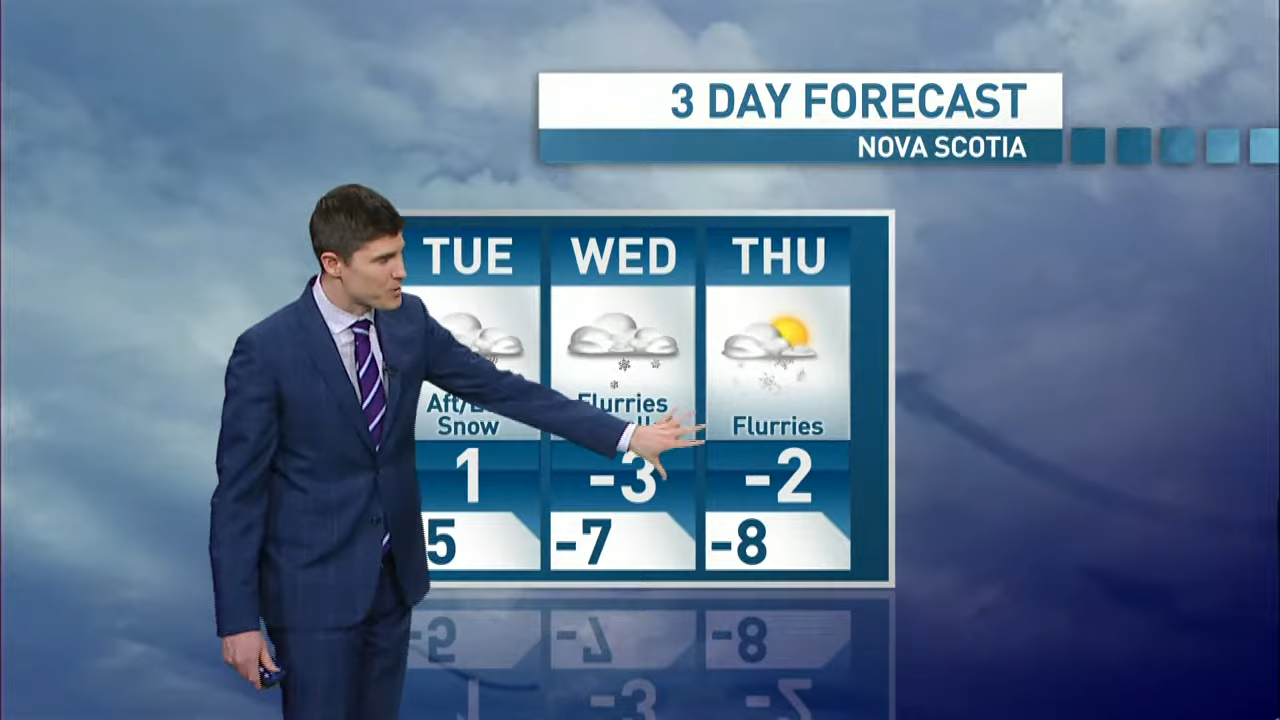 3 DAY FORECAST
NOVA SCOTIA
TUE WED THU
Snow
Flurries
Flurries
1 -3 -2
5 -7 -8